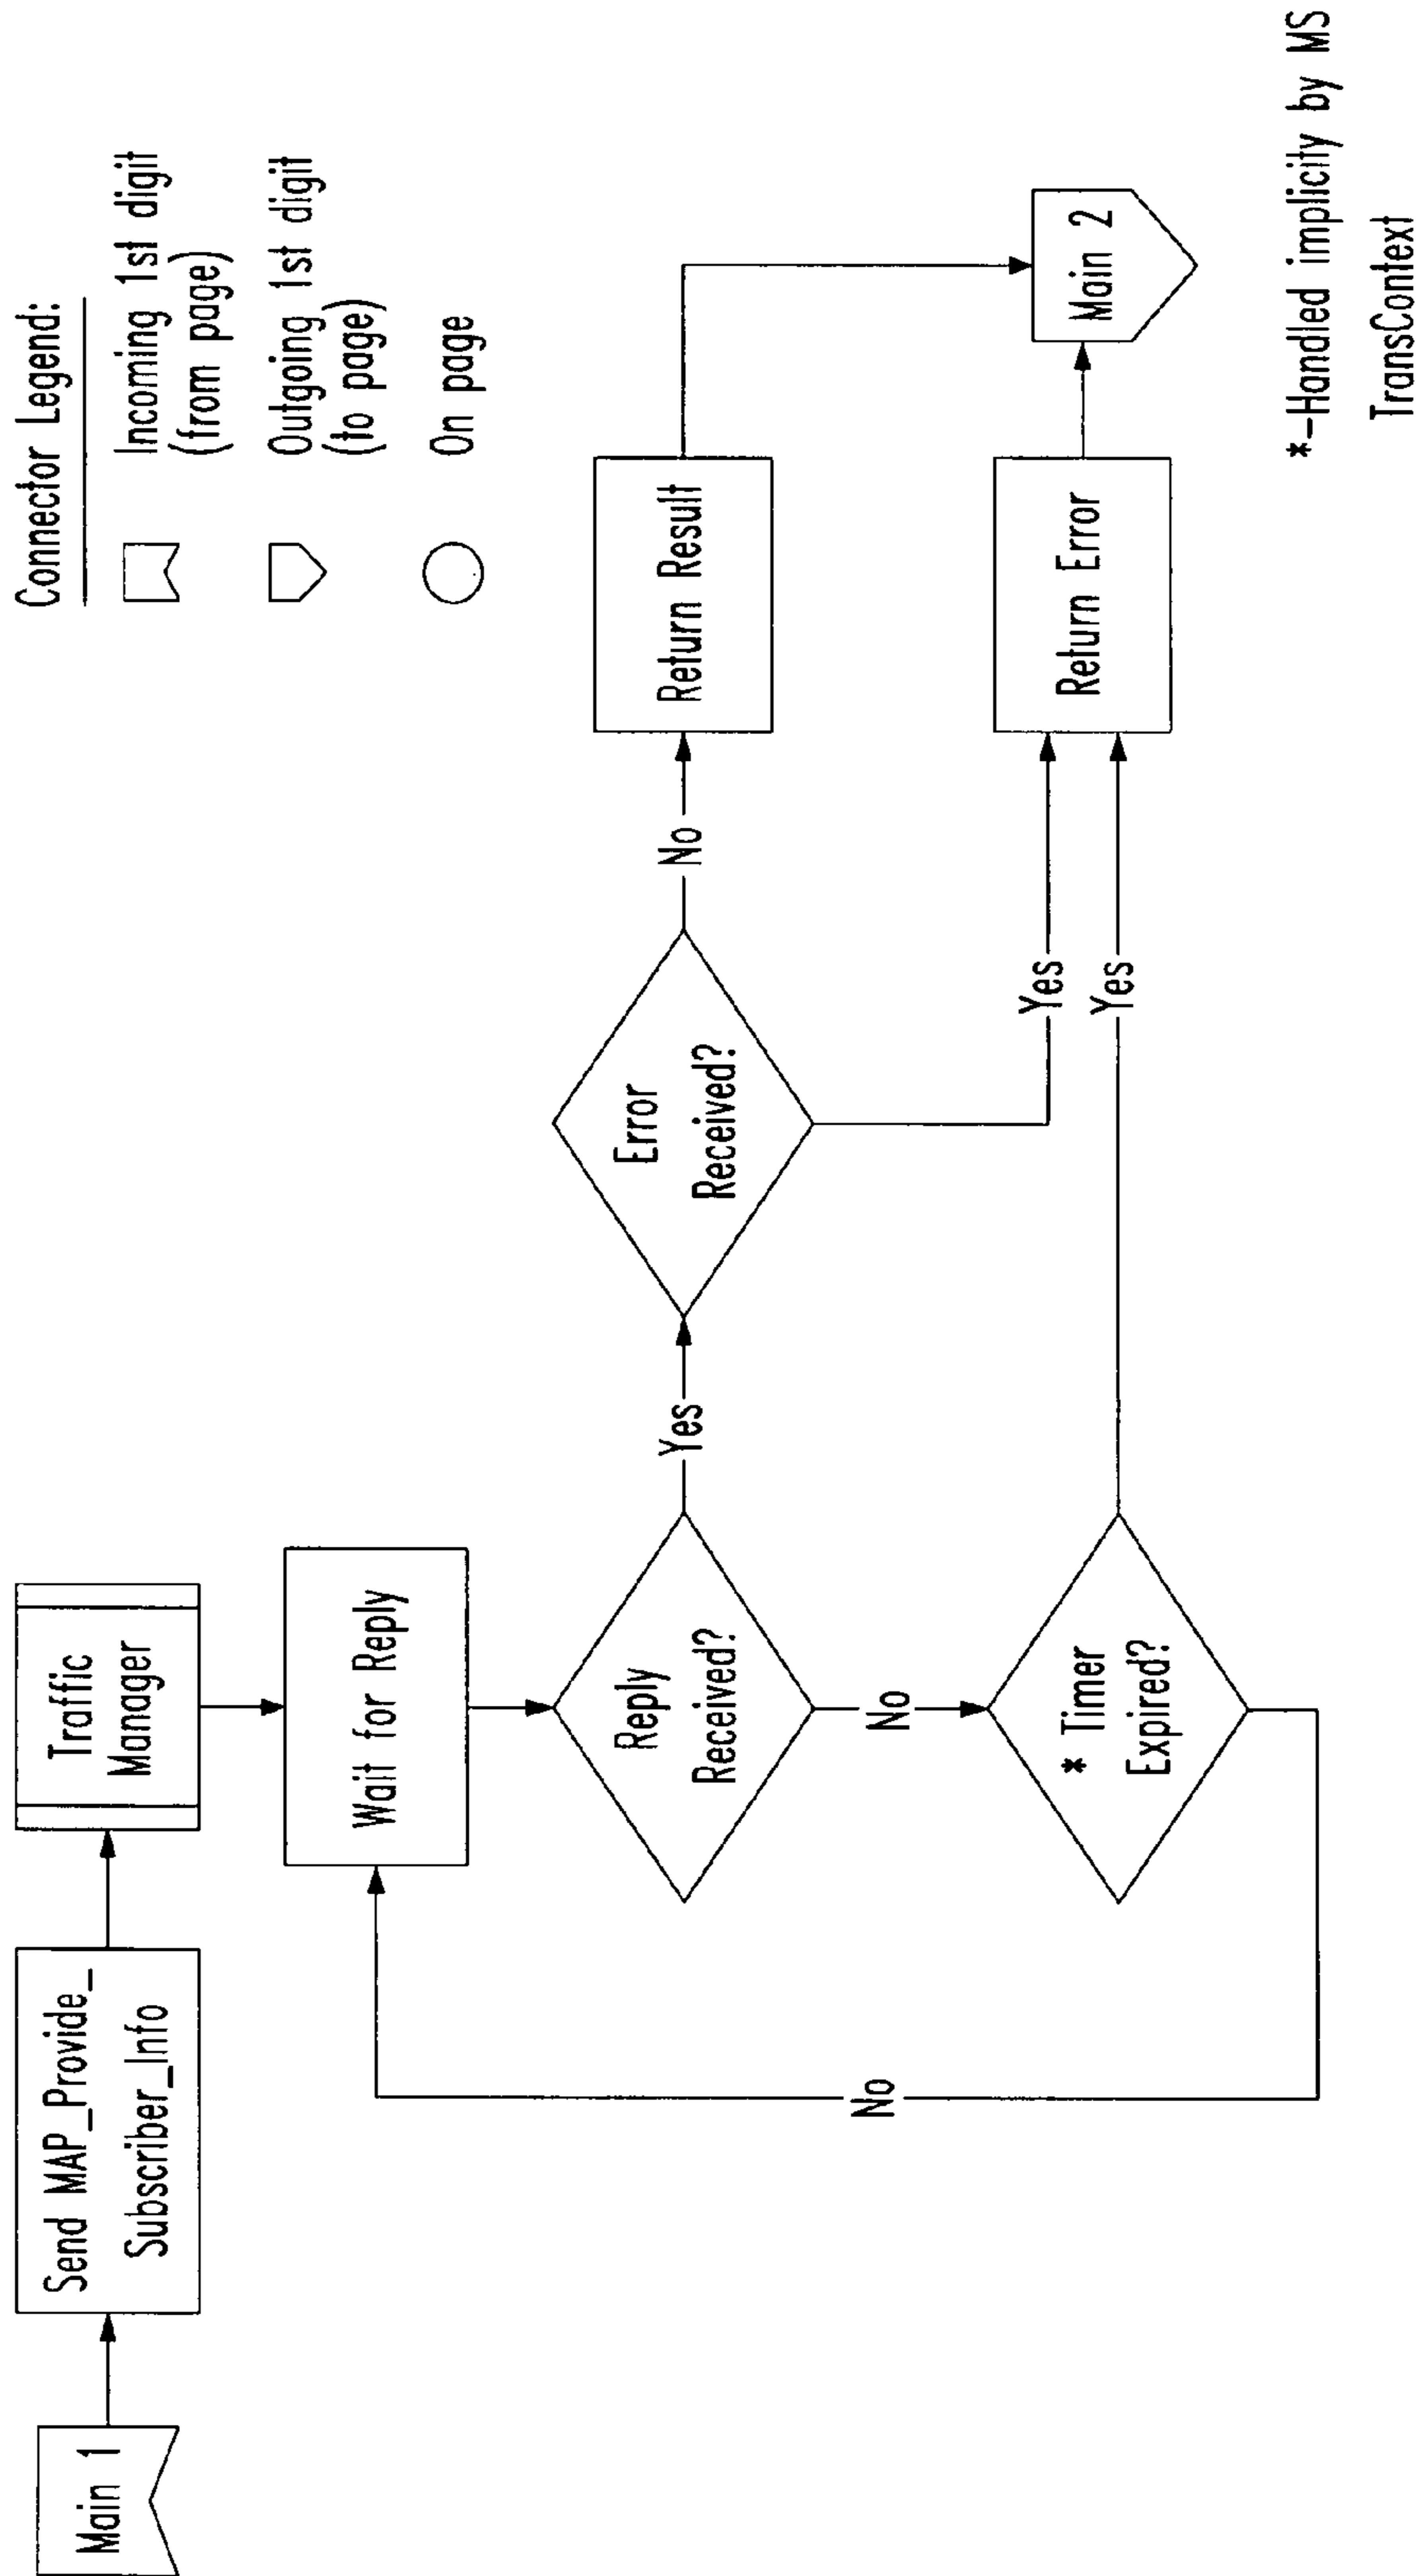 Main 1
Send MAP_Provide_
Subscriber_Info
Traffic
Manager
Wait for Reply
Reply
Received?
Yes
No
* Timer
Expired?
No
Yes
Error
Received?
No
Yes
Return Result
Return Error
Main 2
Connector Legend:
Incoming 1st digit
(from page)
Outgoing 1st digit
(to page)
On page
*-Handled implicity by MS
TransContext